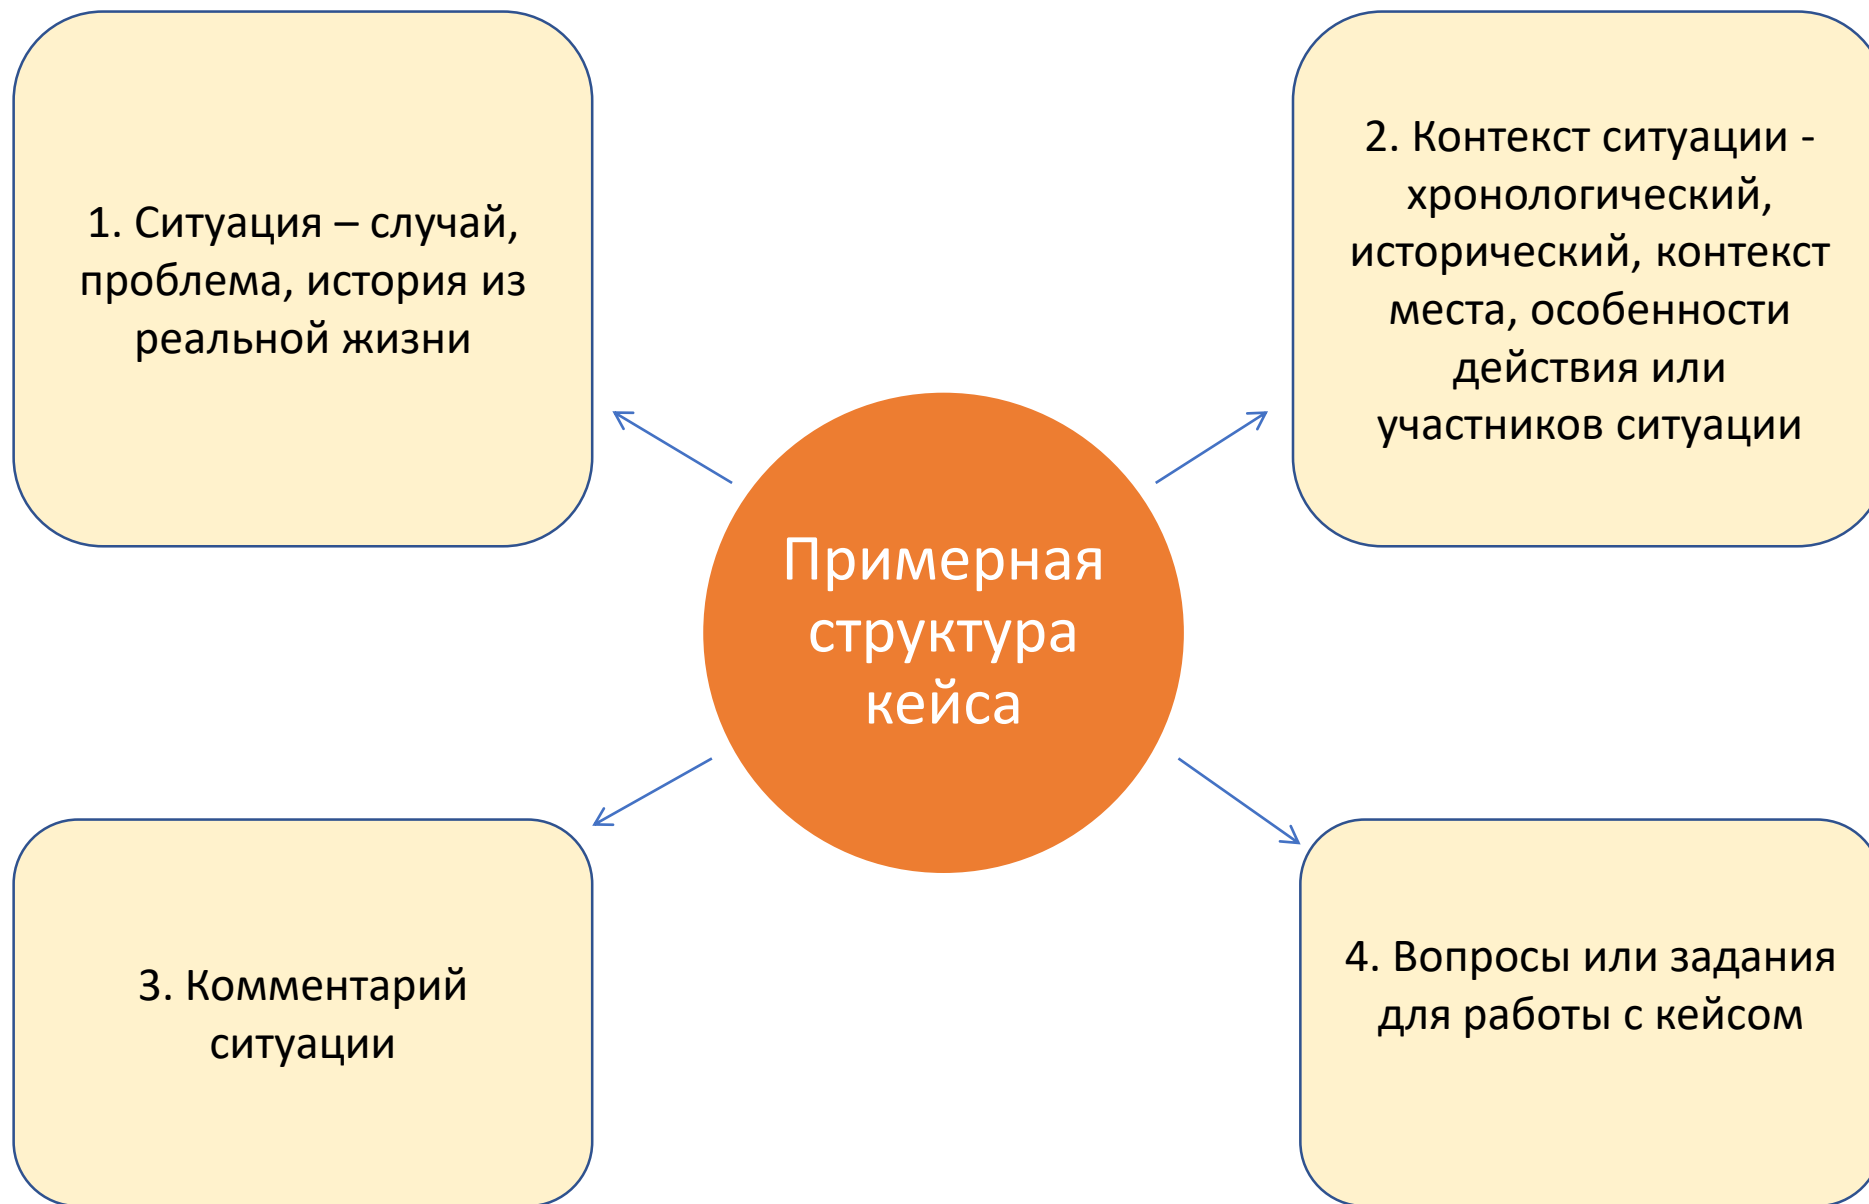 1. Ситуация – случай,
проблема, история из
реальной жизни
2. Контекст ситуации -
хронологический,
исторический, контекст
места, особенности
действия или
участников ситуации
Примерная
структура
кейса
3. Комментарий
ситуации
4. Вопросы или задания
для работы с кейсом